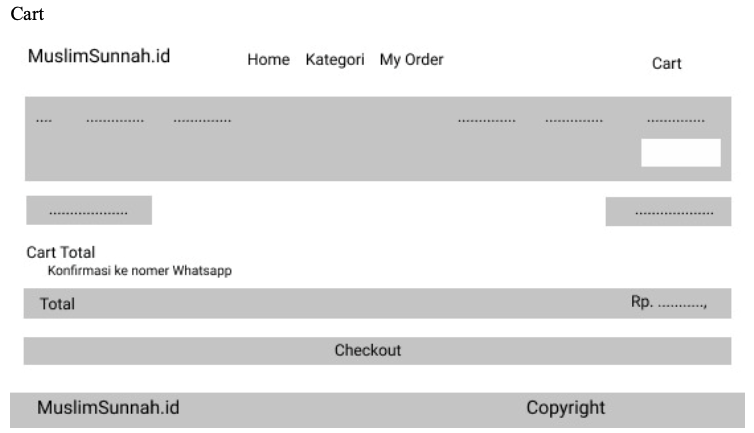 Cart
MuslimSunnah.id Home Kategori My Order Cart
.... .............. .............. .............. .............. ..............
................... ...................
Cart Total
Konfirmasi ke nomer Whatsapp
Total Rp. ...........,
Checkout
MuslimSunnah.id Copyright